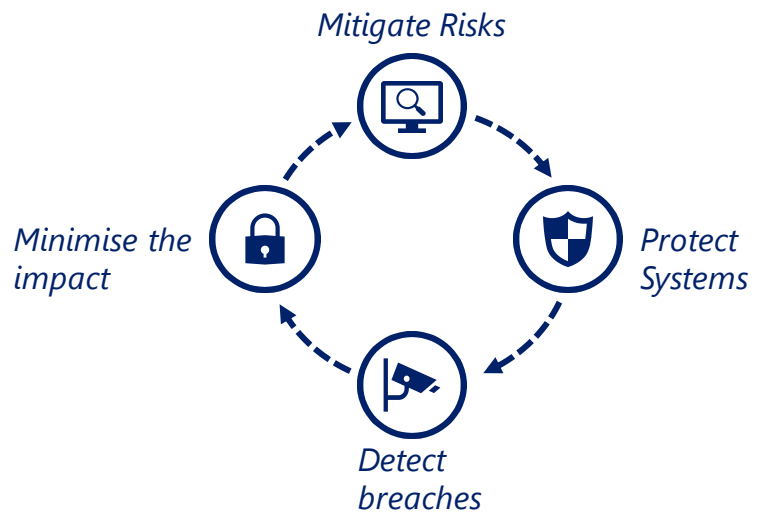 Mitigate Risks
Minimise the
impact
Protect
Systems
Detect
breaches